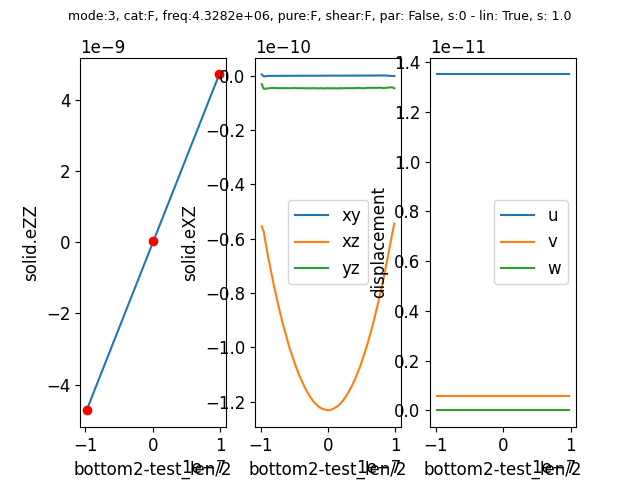 mode:3, cat:F, freq:4.3282e+06, pure:F, shear:F, par: False, s:0 - lin: True, s: 1.0
1e−9
1e−10
1e−11
solid.eZZ
4
2
0
−2
−4
−1
0
1
1e−7
bottom2-test_len/2
solid.eXZ
0.0
−0.2
−0.4
−0.6
−0.8
−1.0
−1.2
xy
xz
yz
−1
0
1
1e−7
bottom2-test_len/2
displacement
1.4
1.2
1.0
0.8
0.6
0.4
0.2
0.0
u
v
w
−1
0
1
1e−7
bottom2-test_len/2